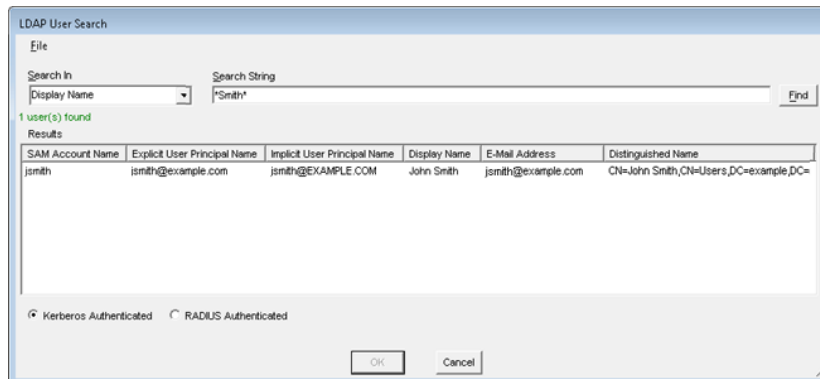 LDAP User Search
File
Search In Search String
Display Name *Smith* Find
1 user(s) found
Results
SAM Account Name Explicit User Principal Name Implicit User Principal Name Display Name E-Mail Address Distinguished Name
jsmith jsmith@example.com jsmith@EXAMPLE.COM John Smith jsmith@example.com CN=John Smith,CN=Users,DC=example,DC=
Kerberos Authenticated RADIUS Authenticated
OK Cancel